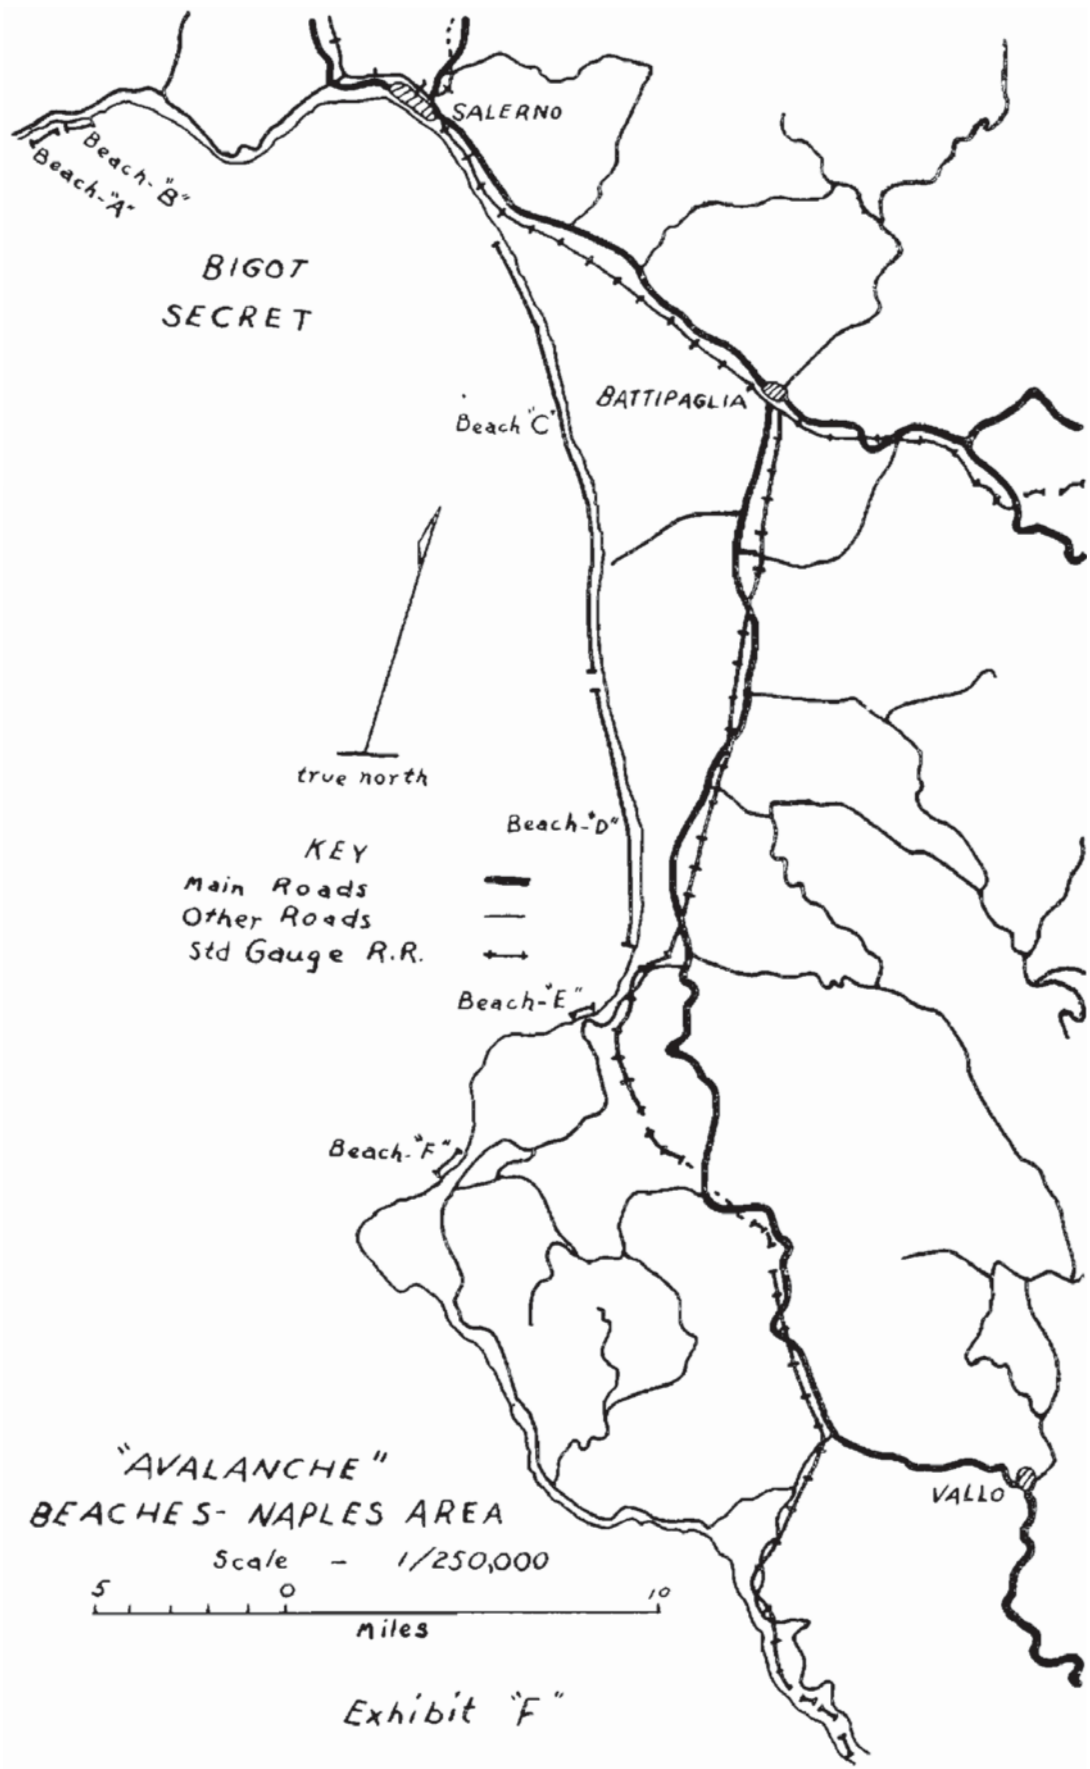 SALERNO
Beach-"B"
Beach-"A"
BIGOT
SECRET
BATTIPAGLIA
Beach "C"
true north
Beach-"D"
KEY
Main Roads
Other Roads
Std Gauge R.R.
Beach-"E"
Beach-"F"
"AVALANCHE"
BEACHES- NAPLES AREA
Scale - 1/250,000
VALLO
5 0 10
miles
Exhibit "F"